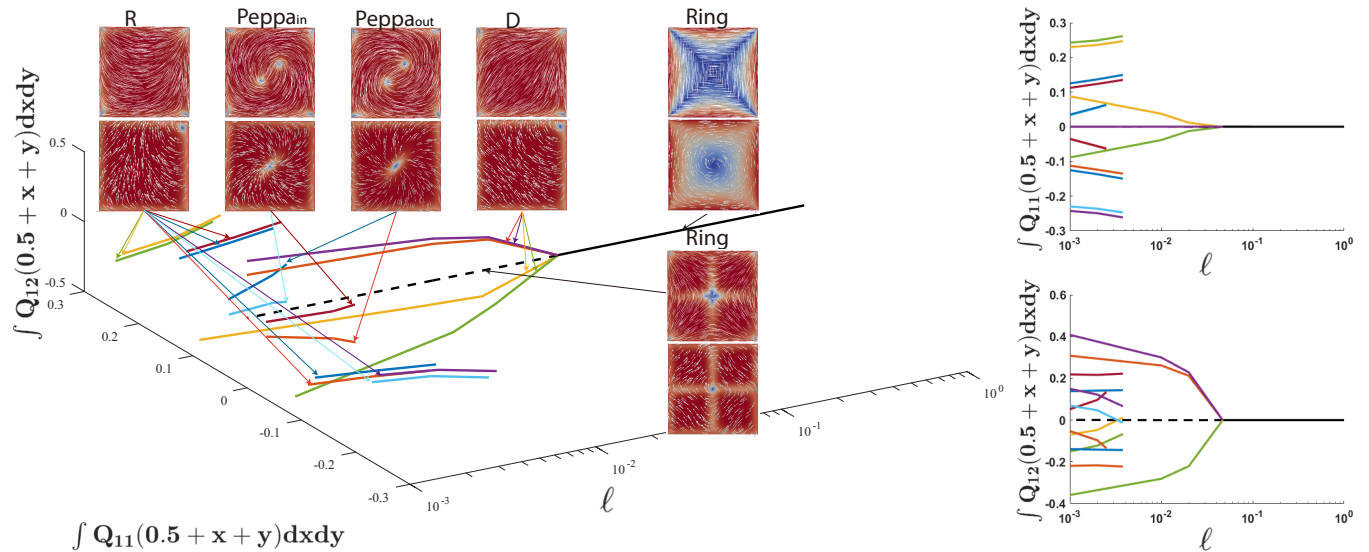 R Peppain Peppaout D Ring
Ring
∫ Q12(0.5 + x + y)dxdy
0.5
0
-0.5
0.3
0.2
0.1
0
-0.1
-0.2
-0.3
∫ Q11(0.5 + x + y)dxdy
10^-3
10^-2
10^-1
10^0
ℓ
∫ Q11(0.5 + x + y)dxdy
0.3
0.2
0.1
0
-0.1
-0.2
-0.3
10^-3 10^-2 10^-1 10^0
ℓ
∫ Q12(0.5 + x + y)dxdy
0.6
0.4
0.2
0
-0.2
-0.4
10^-3 10^-2 10^-1 10^0
ℓ